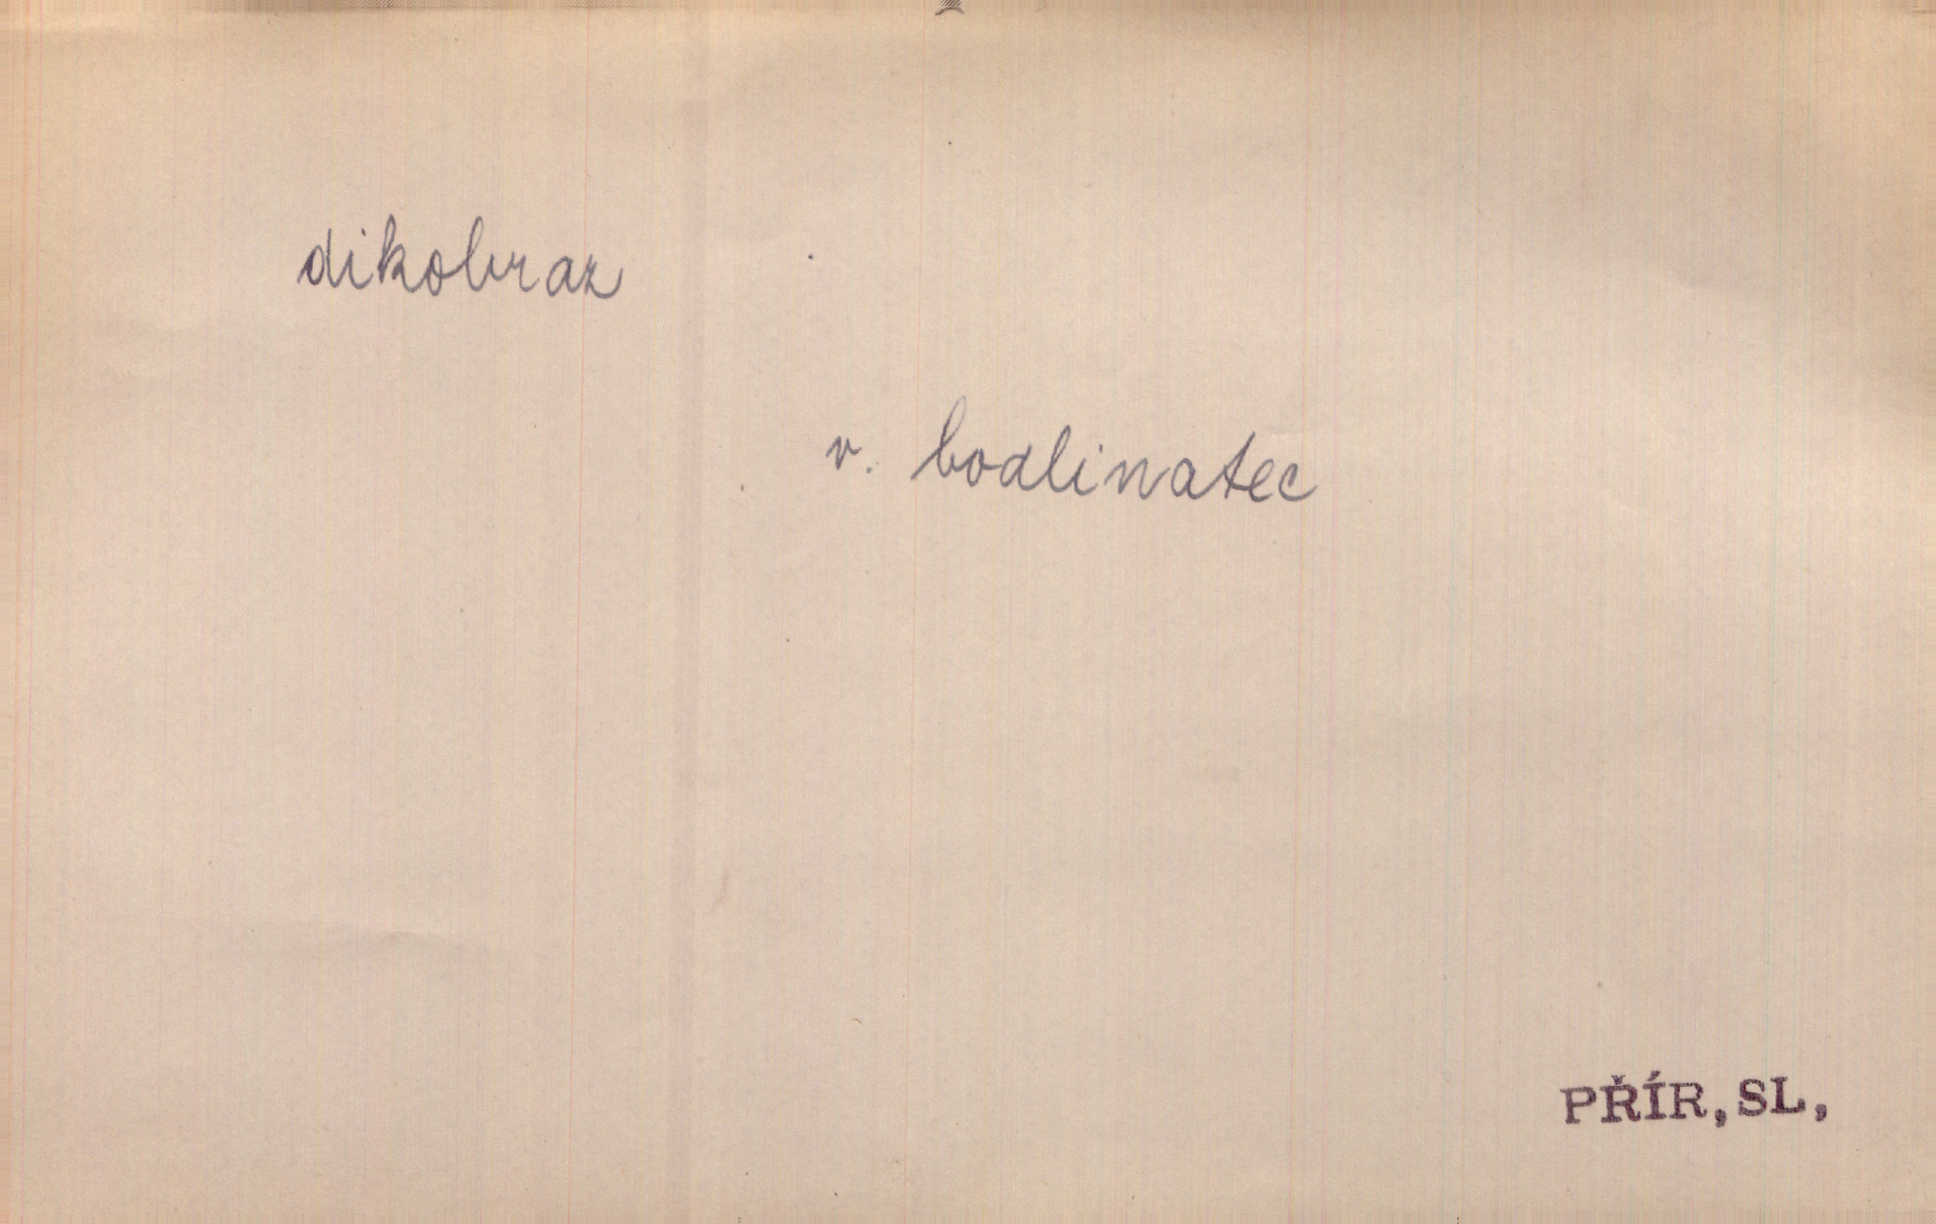 dikobraz
v. bodlinatec
PŘÍR, SL,